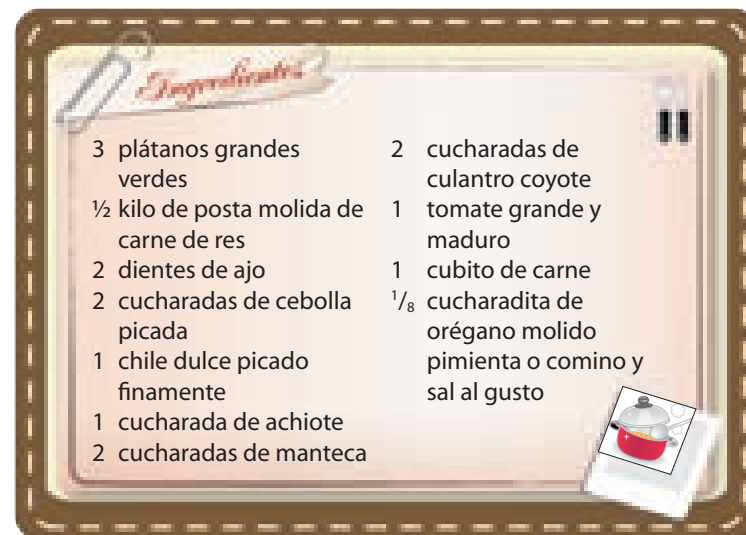 Ingredientes
3 plátanos grandes
verdes
½ kilo de posta molida de
carne de res
2 dientes de ajo
2 cucharadas de cebolla
picada
1 chile dulce picado
finamente
1 cucharada de achiote
2 cucharadas de manteca
2 cucharadas de
culantro coyote
1 tomate grande y
maduro
1 cubito de carne
1/8 cucharadita de
orégano molido
pimienta o comino y
sal al gusto